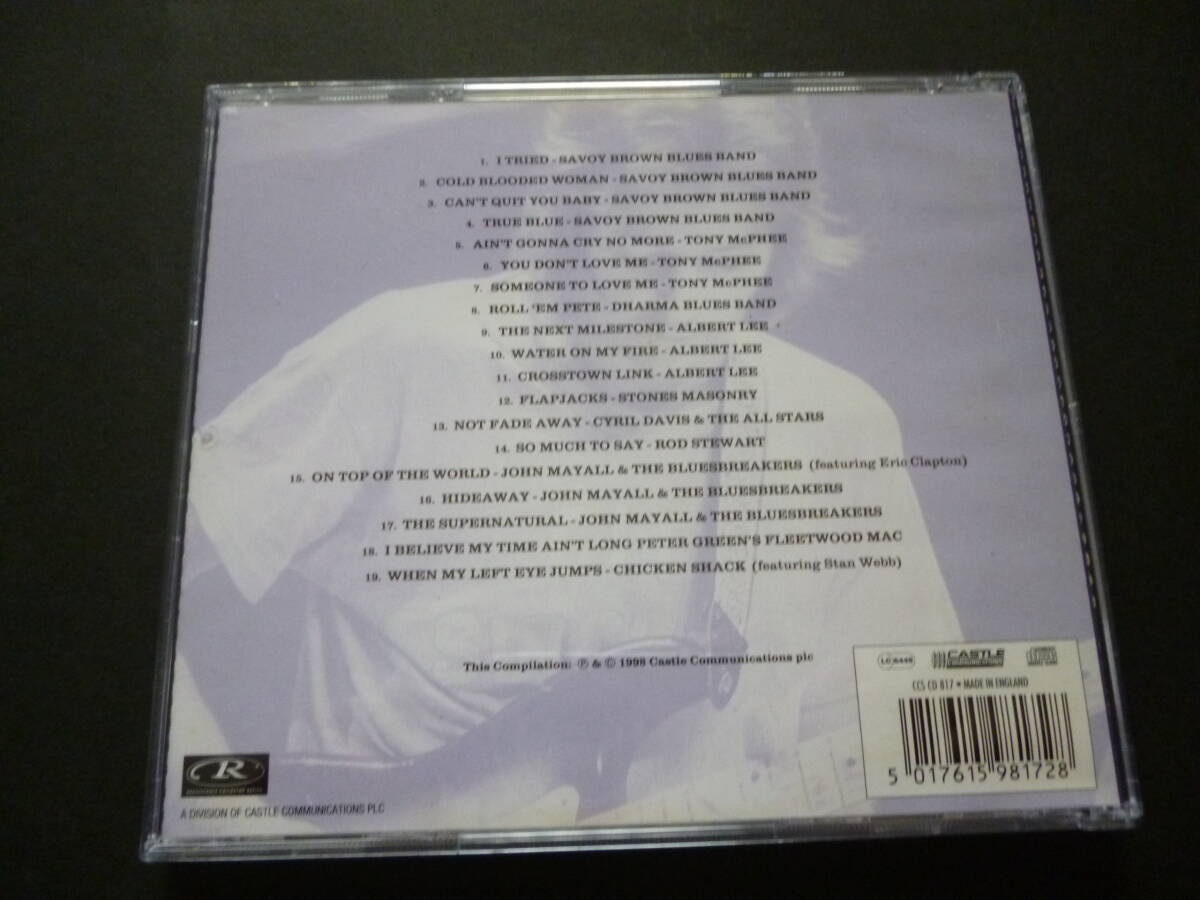 1. I TRIED - SAVOY BROWN BLUES BAND
2. COLD BLOODED WOMAN - SAVOY BROWN BLUES BAND
3. CAN'T QUIT YOU BABY - SAVOY BROWN BLUES BAND
4. TRUE BLUE - SAVOY BROWN BLUES BAND
5. AIN'T GONNA CRY NO MORE - TONY McPHEE
6. YOU DON'T LOVE ME - TONY McPHEE
7. SOMEONE TO LOVE ME - TONY McPHEE
8. ROLL 'EM PETE - DHARMA BLUES BAND
9. THE NEXT MILESTONE - ALBERT LEE
10. WATER ON MY FIRE - ALBERT LEE
11. CROSSTOWN LINK - ALBERT LEE
12. FLAPJACKS - STONES MASONRY
13. NOT FADE AWAY - CYRIL DAVIS & THE ALL STARS
14. SO MUCH TO SAY - ROD STEWART
15. ON TOP OF THE WORLD - JOHN MAYALL & THE BLUESBREAKERS (featuring Eric Clapton)
16. HIDEAWAY - JOHN MAYALL & THE BLUESBREAKERS
17. THE SUPERNATURAL - JOHN MAYALL & THE BLUESBREAKERS
18. I BELIEVE MY TIME AIN'T LONG PETER GREEN'S FLEETWOOD MAC
19. WHEN MY LEFT EYE JUMPS - CHICKEN SHACK (featuring Stan Webb)
This Compilation: ℗ & © 1998 Castle Communications plc
LC 6448
CASTLE
COMMUNICATIONS
CCS CD 817 • MADE IN ENGLAND
5 017615 981728
R
A DIVISION OF CASTLE COMMUNICATIONS PLC